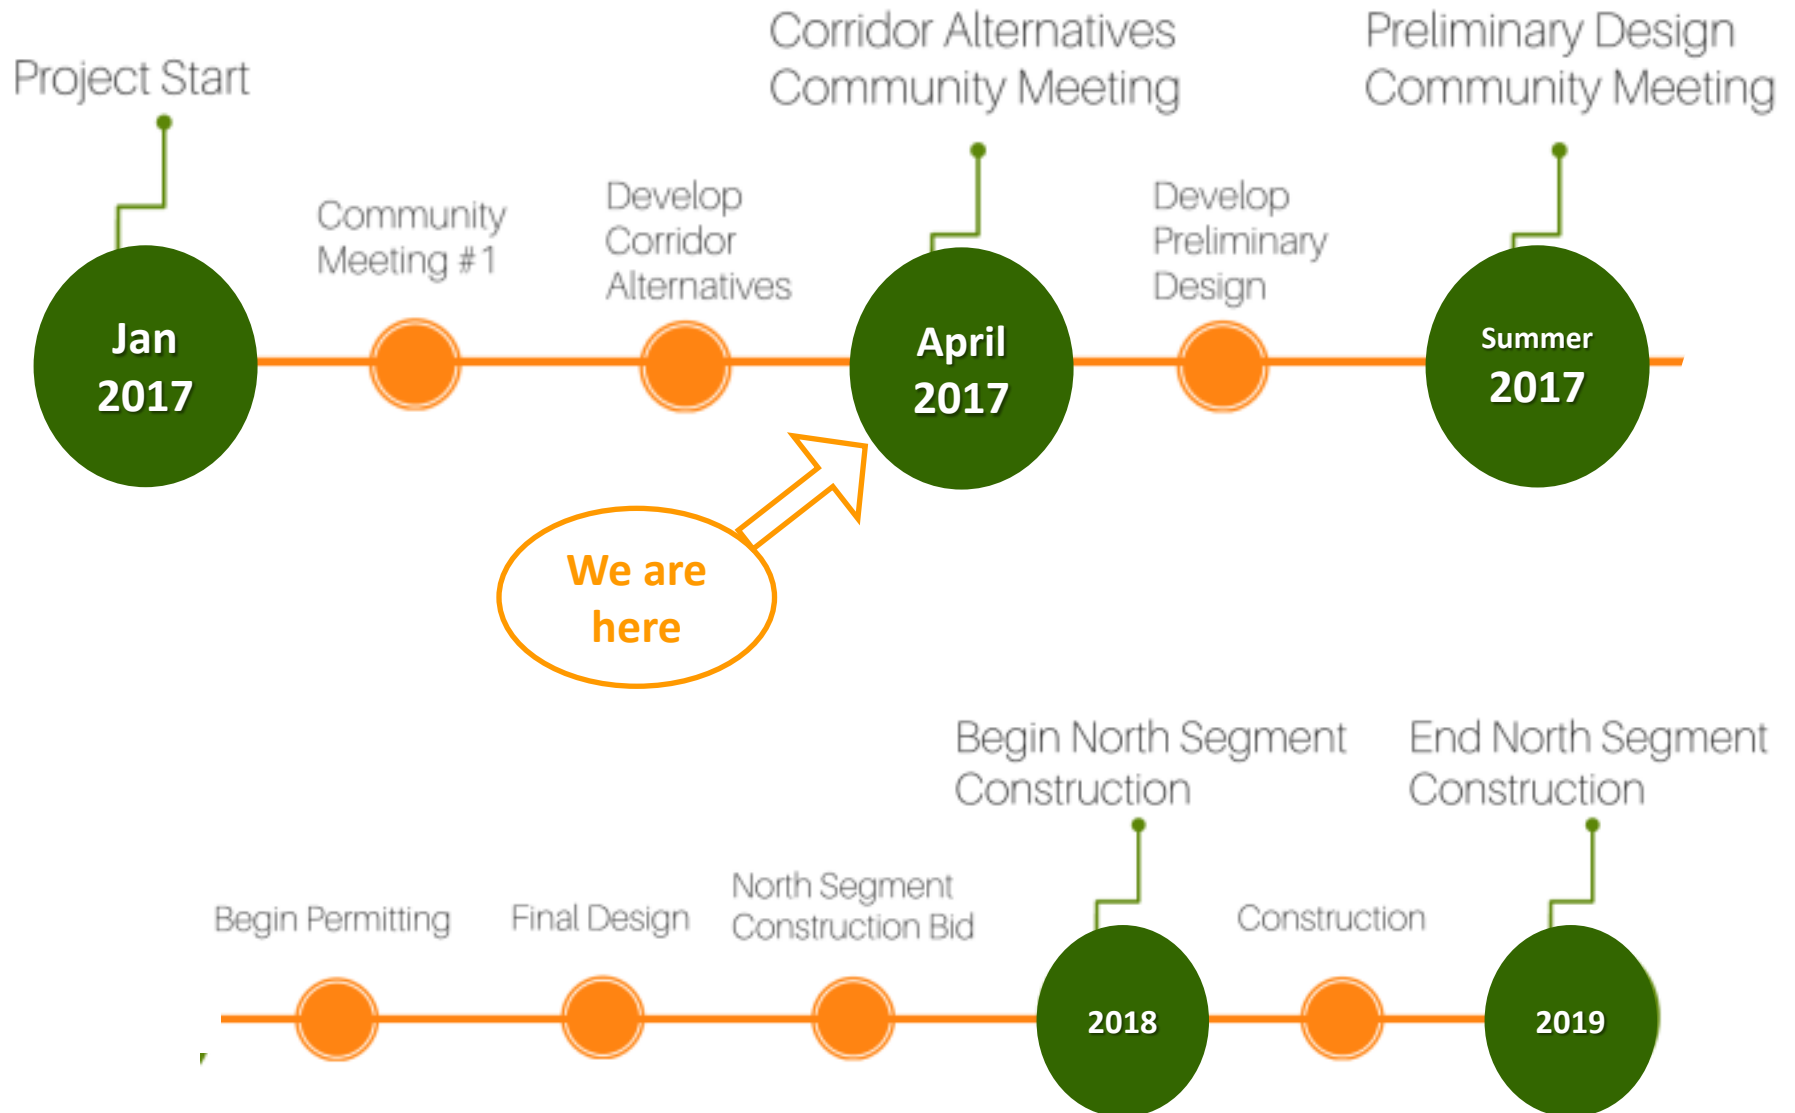 Project Start
Corridor Alternatives
Community Meeting
Preliminary Design
Community Meeting
Community
Meeting #1
Develop
Corridor
Alternatives
Develop
Preliminary
Design
Jan
2017
April
2017
Summer
2017
We are
here
Begin North Segment
Construction
End North Segment
Construction
Begin Permitting
Final Design
North Segment
Construction Bid
Construction
2018
2019